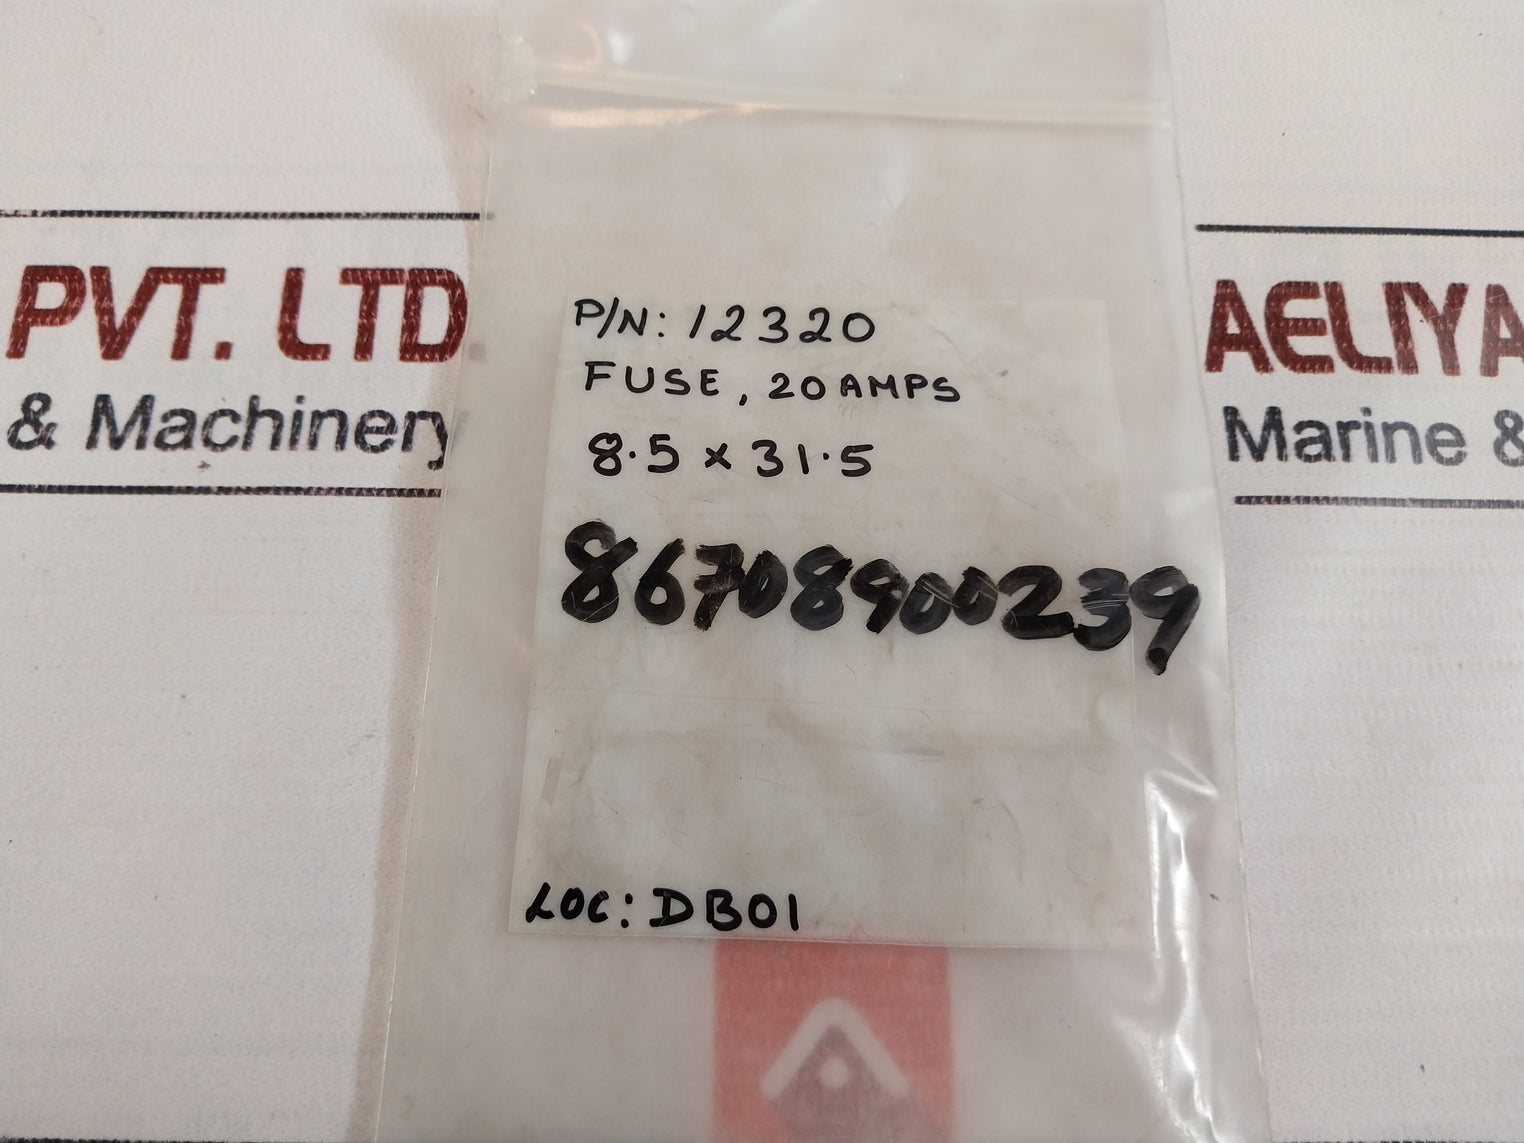 PVT. LTD
& Machinery
AELIYA
Marine &
P/N: 12320
FUSE, 20 AMPS
8.5 x 31.5
86708900239
LOC: DB01